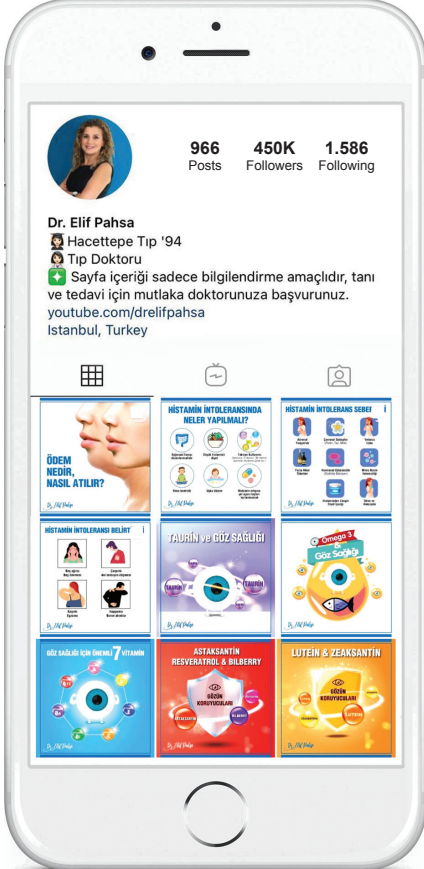 966
Posts
450K
Followers
1.586
Following
Dr. Elif Pahsa
Hacettepe Tıp '94
Tıp Doktoru
Sayfa içeriği sadece bilgilendirme amaçlıdır, tanı
ve tedavi için mutlaka doktorunuza başvurunuz.
youtube.com/drelifpahsa
Istanbul, Turkey
ÖDEM
NEDİR,
NASIL ATILIR?
HİSTAMİN İNTOLERANSINDA
NELER YAPILMALI?
HİSTAMİN İNTOLERANS SEBEP İ
HİSTAMİN İNTOLERANSI BELİRT İ
TAURİN ve GÖZ SAĞLIĞI
TAURİN
TAURİN
Omega 3
&
Göz Sağlığı
GÖZ SAĞLIĞI İÇİN ÖNEMLİ 7 VİTAMİN
ASTAKSANTİN
RESVERATROL & BILBERRY
GÖZÜN
KORUYUCULARI
LUTEİN & ZEAKSANTİN
GÖZÜN
KORUYUCULARI
LUTEİN